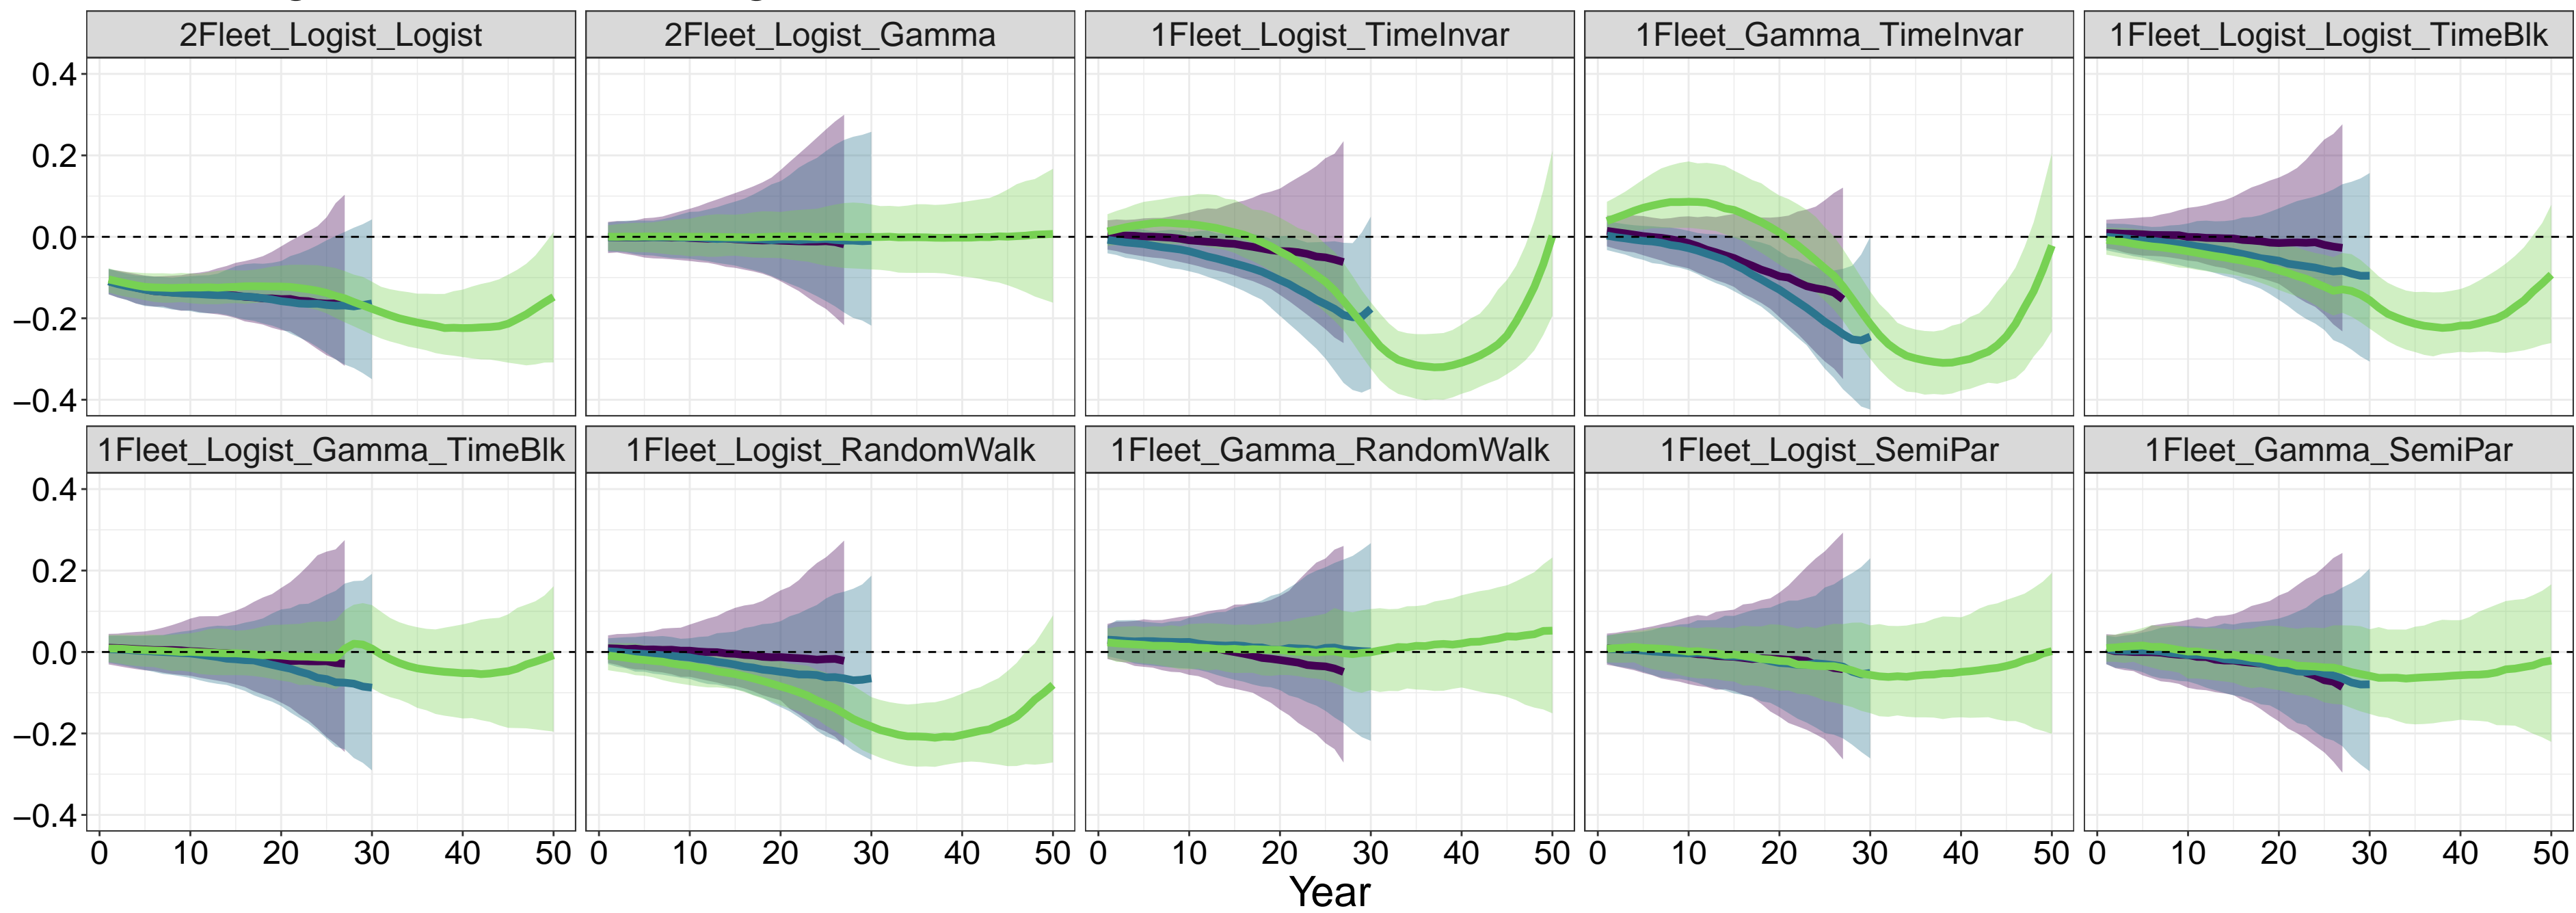 2Fleet_Logist_Logist
2Fleet_Logist_Gamma
1Fleet_Logist_TimeInvar
1Fleet_Gamma_TimeInvar
1Fleet_Logist_Logist_TimeBlk
0.4
0.2
0.0
−0.2
−0.4
1Fleet_Logist_Gamma_TimeBlk
1Fleet_Logist_RandomWalk
1Fleet_Gamma_RandomWalk
1Fleet_Logist_SemiPar
1Fleet_Gamma_SemiPar
0.4
0.2
0.0
−0.2
−0.4
0 10 20 30 40 50
0 10 20 30 40 50
0 10 20 30 40 50
0 10 20 30 40 50
0 10 20 30 40 50
Year